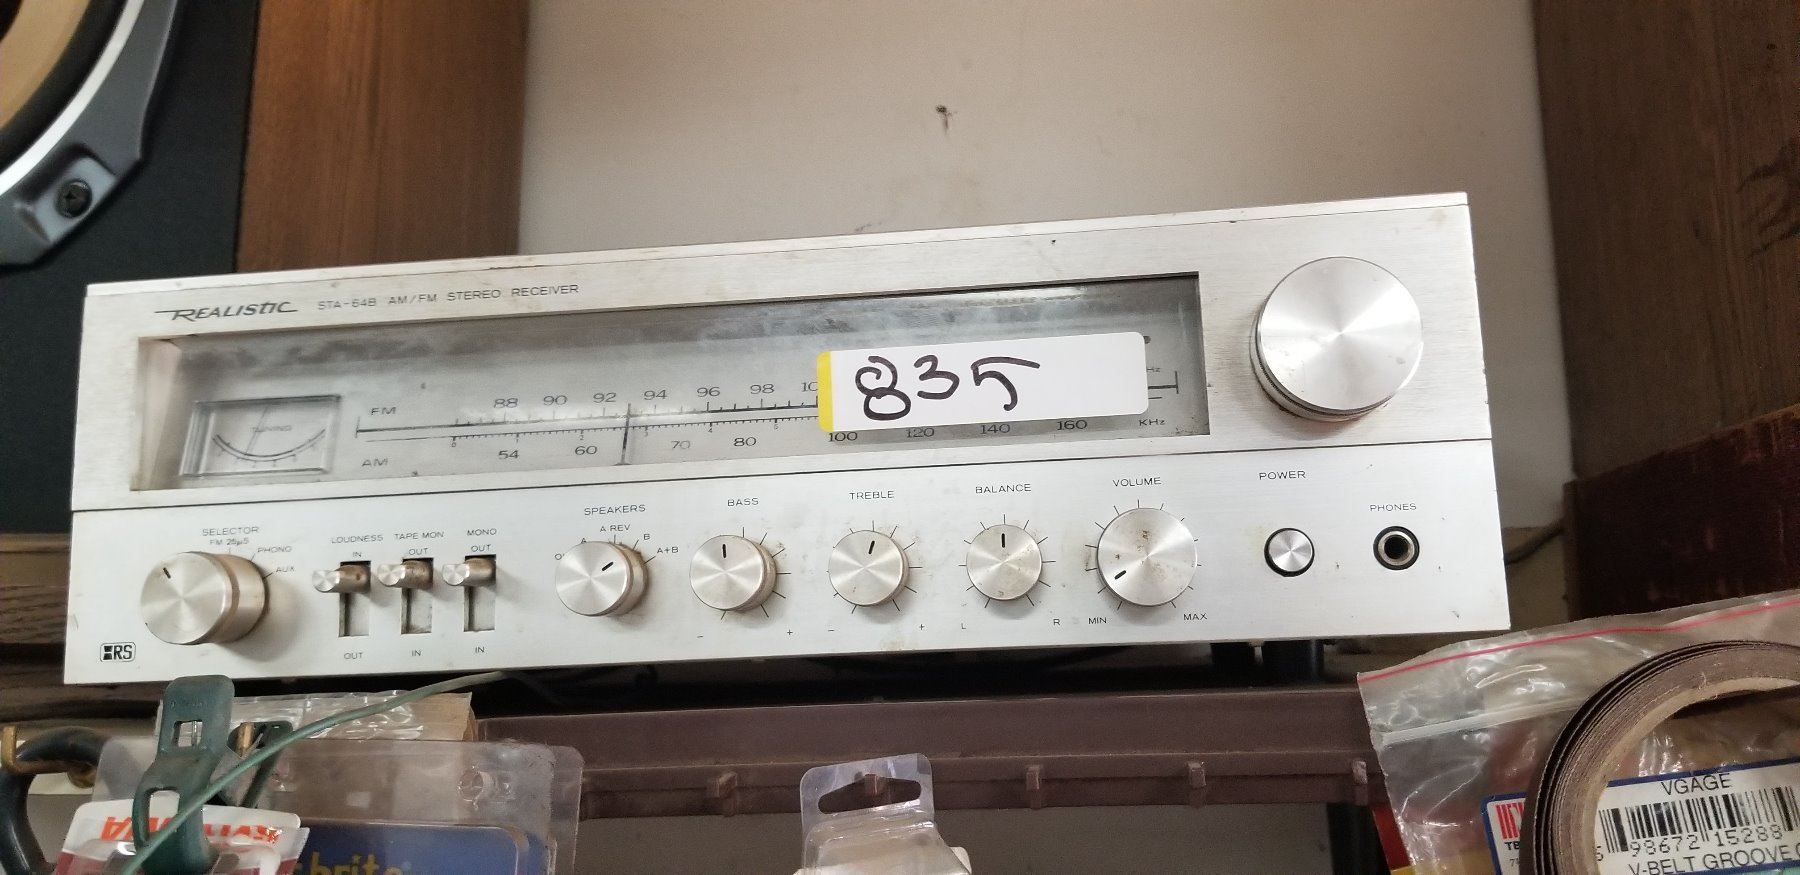 REALISTIC STA-64B AM/FM STEREO RECEIVER
835
TUNING
FM 88 90 92 94 96 98
KHz
AM 54 60 70 80 100 120 140 160
SELECTOR
FM 25µS
PHONO
AUX
LOUDNESS
IN
OUT
TAPE MON
OUT
IN
MONO
OUT
IN
SPEAKERS
A
A REV
B
A+B
BASS
- +
TREBLE
- +
BALANCE
L R
VOLUME
MIN MAX
POWER
PHONES
RS
VGAGE
98672 15288
V-BELT GROOVE